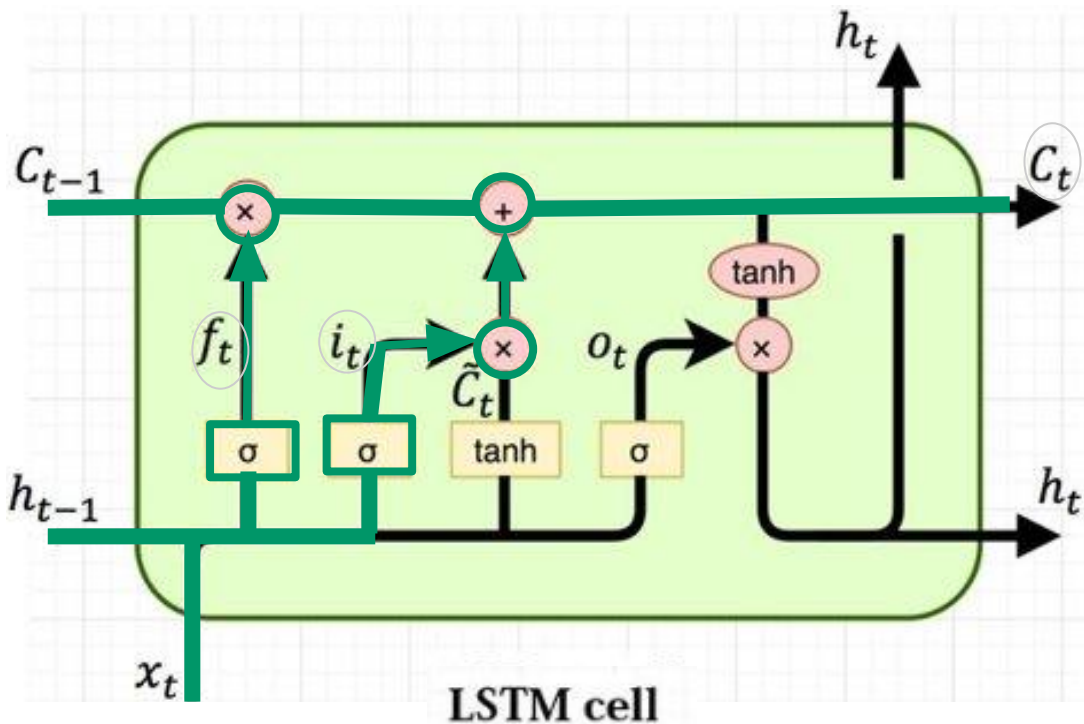 h_t
C_{t-1}
C_t
×
+
tanh
f_t
i_t
×
o_t
×
C̃_t
σ
σ
tanh
σ
h_{t-1}
h_t
x_t
LSTM cell